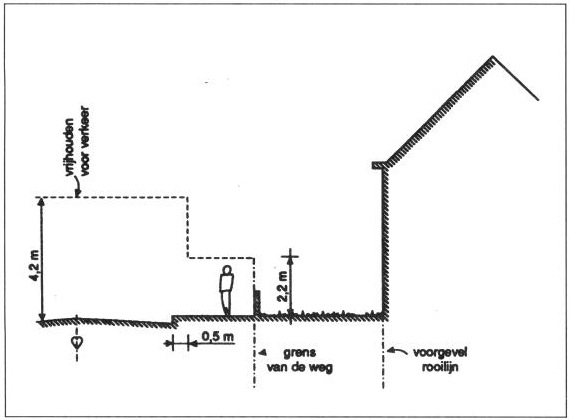 vrijhouden
voor verkeer
4,2 m
2,2 m
0,5 m
grens
van de weg
voorgevel
rooilijn